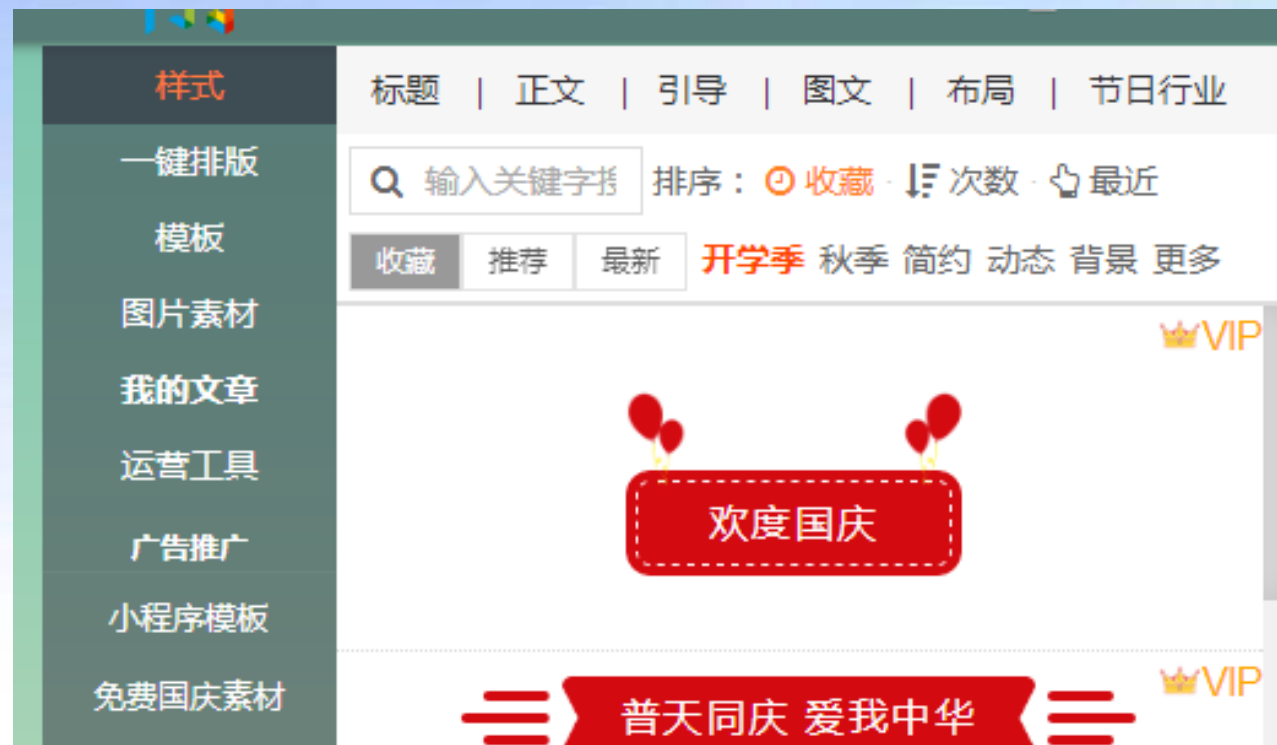 样式
一键排版
模板
图片素材
我的文章
运营工具
广告推广
小程序模板
免费国庆素材
标题 | 正文 | 引导 | 图文 | 布局 | 节日行业
输入关键字 排序： 收藏 · 次数 · 最近
收藏 推荐 最新 开学季 秋季 简约 动态 背景 更多
VIP
欢度国庆
VIP
普天同庆 爱我中华